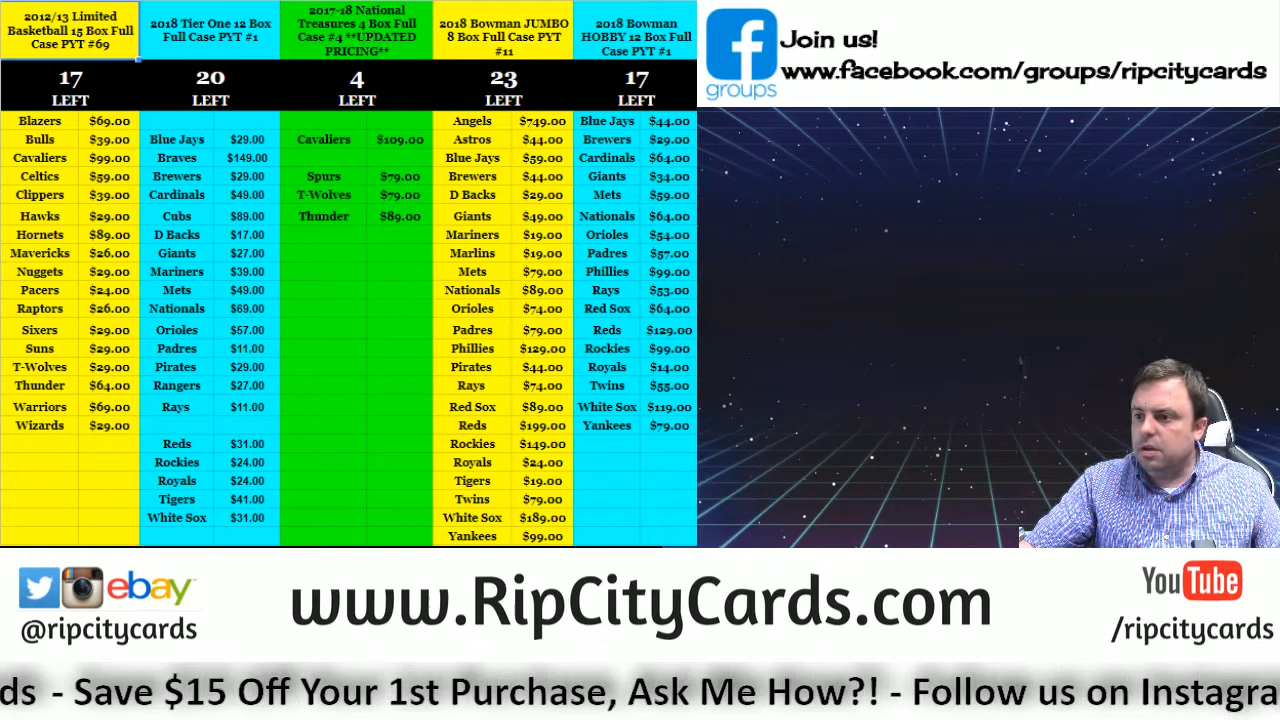 2012/13 Limited
Basketball 15 Box Full
Case PYT #69
17
LEFT
Blazers $69.00
Bulls $39.00
Cavaliers $99.00
Celtics $59.00
Clippers $39.00
Hawks $29.00
Hornets $89.00
Mavericks $26.00
Nuggets $29.00
Pacers $24.00
Raptors $26.00
Sixers $29.00
Suns $29.00
T-Wolves $29.00
Thunder $64.00
Warriors $69.00
Wizards $29.00
2018 Tier One 12 Box
Full Case PYT #1
20
LEFT
Blue Jays $29.00
Braves $149.00
Brewers $29.00
Cardinals $49.00
Cubs $89.00
D Backs $17.00
Giants $27.00
Mariners $39.00
Mets $49.00
Nationals $69.00
Orioles $57.00
Padres $11.00
Pirates $29.00
Rangers $27.00
Rays $11.00
Reds $31.00
Rockies $24.00
Royals $24.00
Tigers $41.00
White Sox $31.00
2017-18 National
Treasures 4 Box Full
Case #4 **UPDATED
PRICING**
4
LEFT
Cavaliers $109.00
Spurs $79.00
T-Wolves $79.00
Thunder $89.00
2018 Bowman JUMBO
8 Box Full Case PYT
#11
23
LEFT
Angels $749.00
Astros $44.00
Blue Jays $59.00
Brewers $44.00
D Backs $29.00
Giants $49.00
Mariners $19.00
Marlins $19.00
Mets $79.00
Nationals $89.00
Orioles $74.00
Padres $79.00
Phillies $129.00
Pirates $44.00
Rays $74.00
Red Sox $89.00
Reds $199.00
Rockies $149.00
Royals $24.00
Tigers $19.00
Twins $79.00
White Sox $189.00
Yankees $99.00
2018 Bowman
HOBBY 12 Box Full
Case PYT #1
17
LEFT
Blue Jays $44.00
Brewers $29.00
Cardinals $64.00
Giants $34.00
Mets $59.00
Nationals $64.00
Orioles $54.00
Padres $57.00
Phillies $99.00
Rays $53.00
Red Sox $64.00
Reds $129.00
Rockies $99.00
Royals $14.00
Twins $55.00
White Sox $119.00
Yankees $79.00
f
groups
Join us!
www.facebook.com/groups/ripcitycards
ebay
@ripcitycards
www.RipCityCards.com
YouTube
/ripcitycards
ds - Save $15 Off Your 1st Purchase, Ask Me How?! - Follow us on Instagra